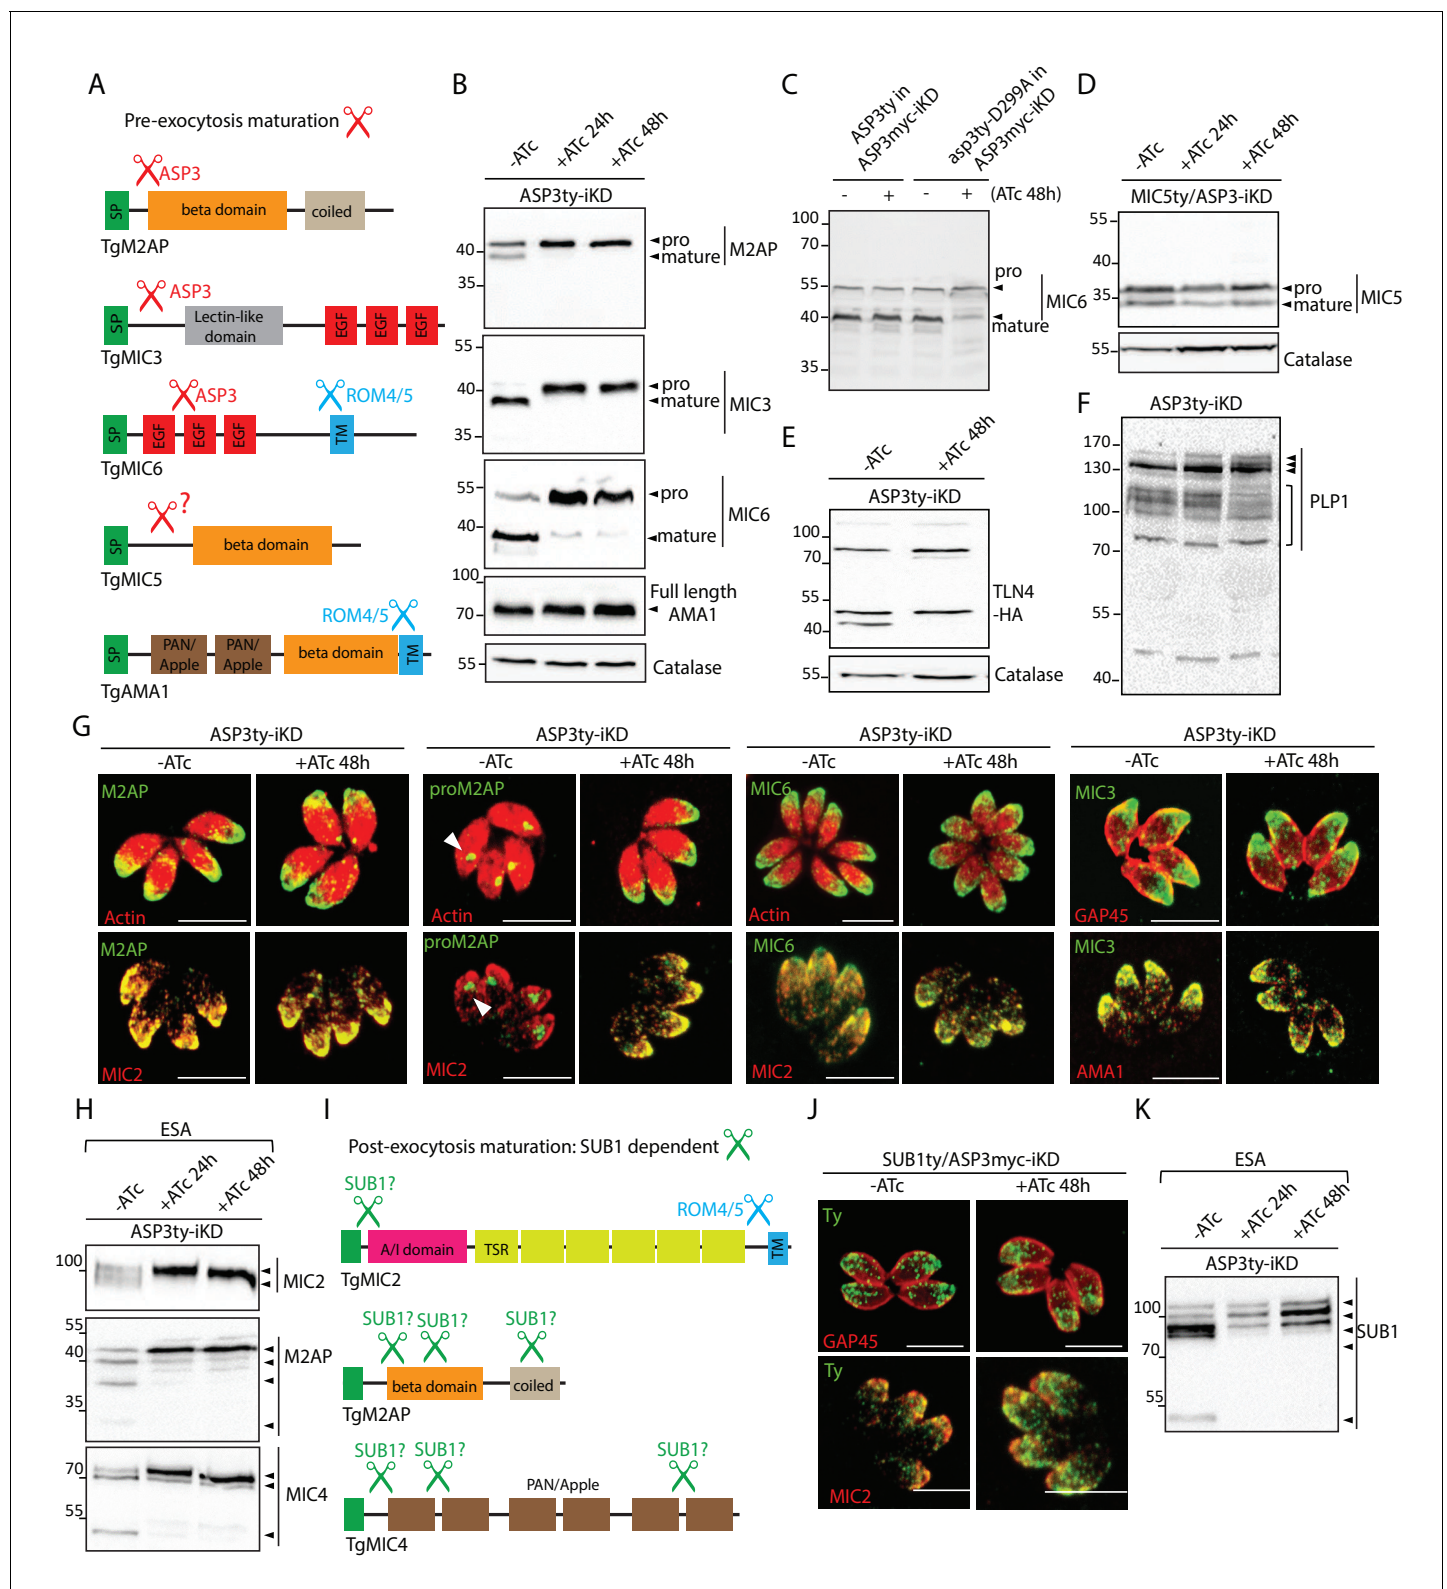 A
Pre-exocytosis maturation
ASP3
SP
beta domain
coiled
TgM2AP
ASP3
SP
Lectin-like
domain
EGF
EGF
EGF
TgMIC3
ASP3
ROM4/5
SP
EGF
EGF
EGF
TM
TgMIC6
?
SP
beta domain
TgMIC5
ROM4/5
SP
PAN/
Apple
PAN/
Apple
beta domain
TM
TgAMA1
B
-ATc
+ATc 24h
+ATc 48h
ASP3ty-iKD
40
35
pro
mature
M2AP
55
40
35
pro
mature
MIC3
55
40
pro
mature
MIC6
100
70
Full length
AMA1
55
Catalase
C
ASP3ty in
ASP3myc-iKD
asp3ty-D299A in
ASP3myc-iKD
- + - + (ATc 48h)
100
70
55
40
35
pro
mature
MIC6
D
-ATc
+ATc 24h
+ATc 48h
MIC5ty/ASP3-iKD
55
40
35
pro
mature
MIC5
55
Catalase
E
-ATc
+ATc 48h
ASP3ty-iKD
100
70
55
40
TLN4
-HA
55
Catalase
F
ASP3ty-iKD
170
130
100
70
55
40
PLP1
G
ASP3ty-iKD
-ATc
+ATc 48h
M2AP
Actin
M2AP
MIC2
ASP3ty-iKD
-ATc
+ATc 48h
proM2AP
Actin
proM2AP
MIC2
ASP3ty-iKD
-ATc
+ATc 48h
MIC6
Actin
MIC6
MIC2
ASP3ty-iKD
-ATc
+ATc 48h
MIC3
GAP45
MIC3
AMA1
H
ESA
-ATc
+ATc 24h
+ATc 48h
ASP3ty-iKD
100
MIC2
55
40
35
M2AP
70
55
MIC4
I
Post-exocytosis maturation: SUB1 dependent
SUB1?
ROM4/5
A/I domain
TSR
TM
TgMIC2
SUB1?
SUB1?
SUB1?
beta domain
coiled
TgM2AP
SUB1?
SUB1?
SUB1?
PAN/Apple
TgMIC4
J
SUB1ty/ASP3myc-iKD
-ATc
+ATc 48h
Ty
GAP45
Ty
MIC2
K
ESA
-ATc
+ATc 24h
+ATc 48h
ASP3ty-iKD
100
70
55
SUB1